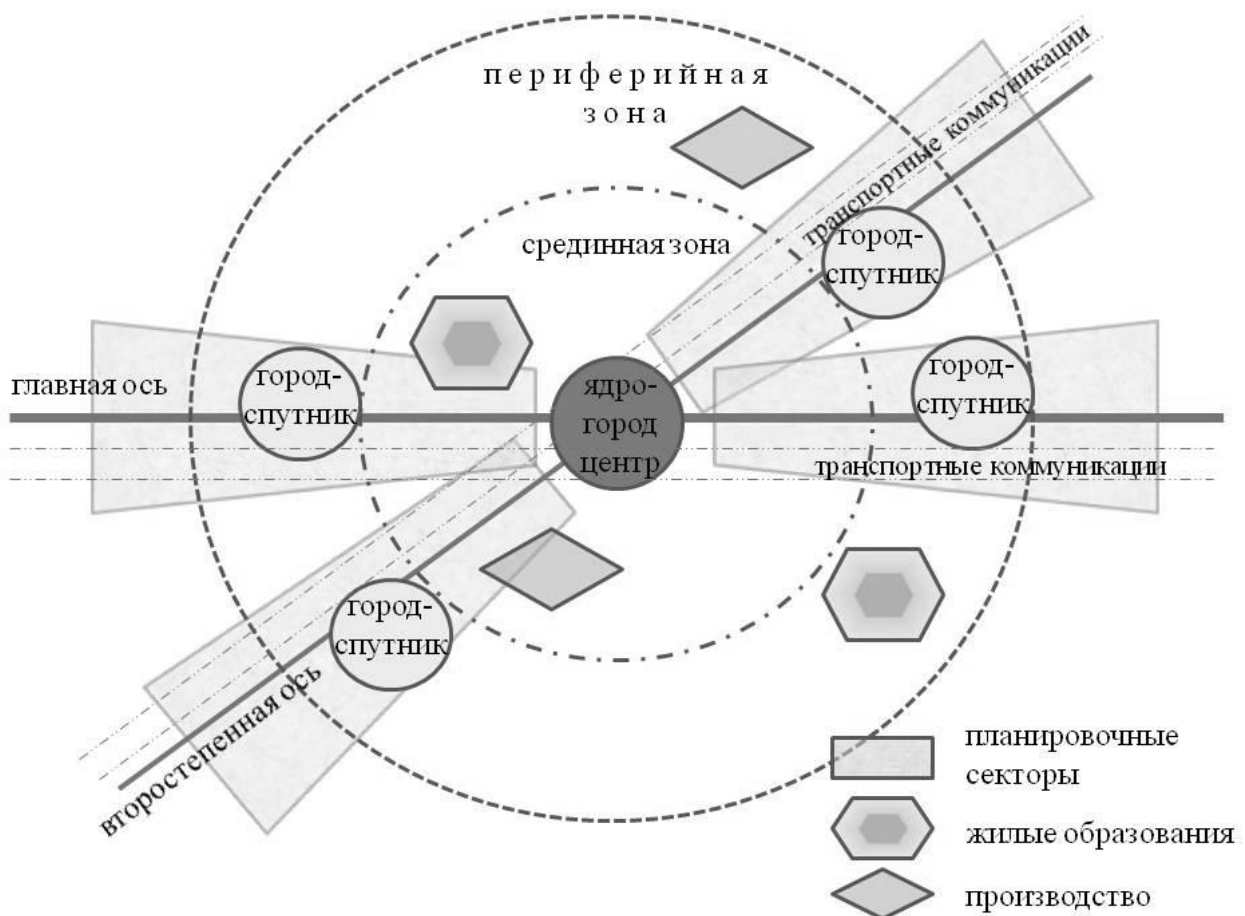 периферийная
зона
транспортные коммуникации
срединная зона
город-
спутник
главная ось
город-
спутник
ядро-
город
центр
город-
спутник
транспортные коммуникации
город-
спутник
второстепенная ось
планировочные
секторы
жилые образования
производство